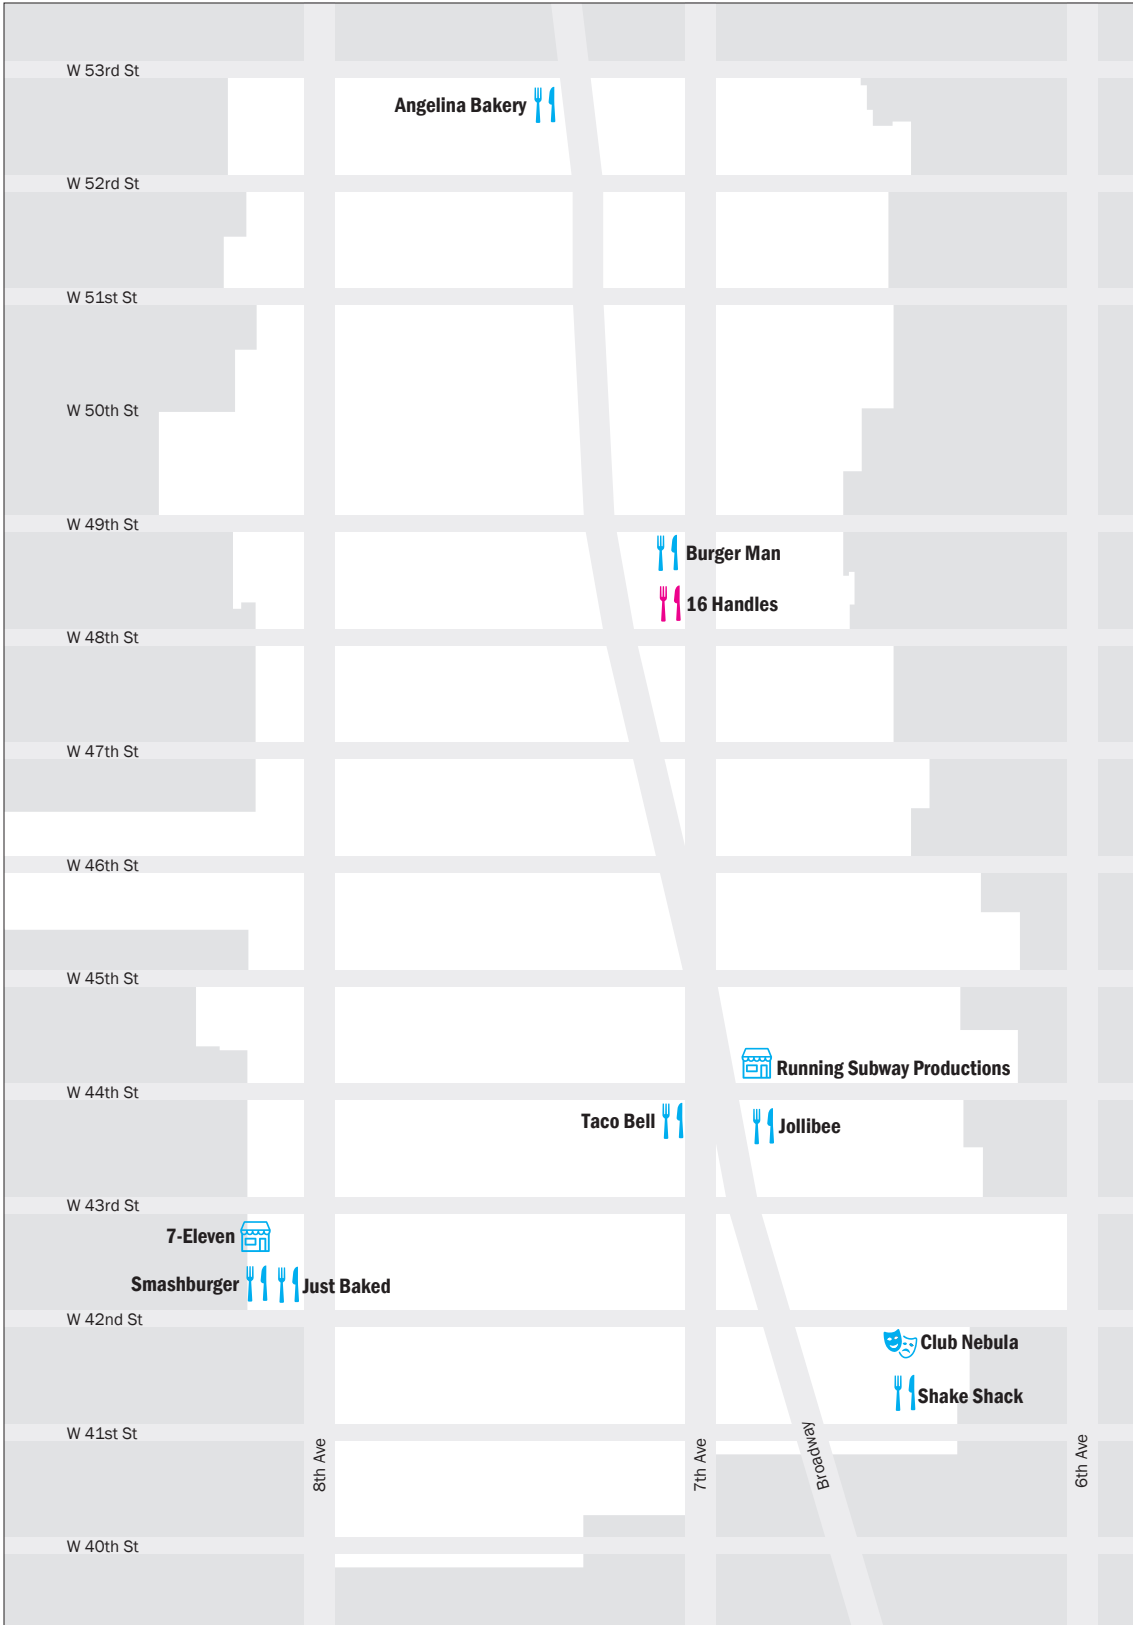 W 53rd St
Angelina Bakery
W 52rd St
W 51st St
W 50th St
W 49th St
Burger Man
16 Handles
W 48th St
W 47th St
W 46th St
W 45th St
Running Subway Productions
W 44th St
Taco Bell
Jollibee
W 43rd St
7-Eleven
Smashburger
Just Baked
W 42nd St
Club Nebula
Shake Shack
W 41st St
8th Ave
7th Ave
Broadway
6th Ave
W 40th St